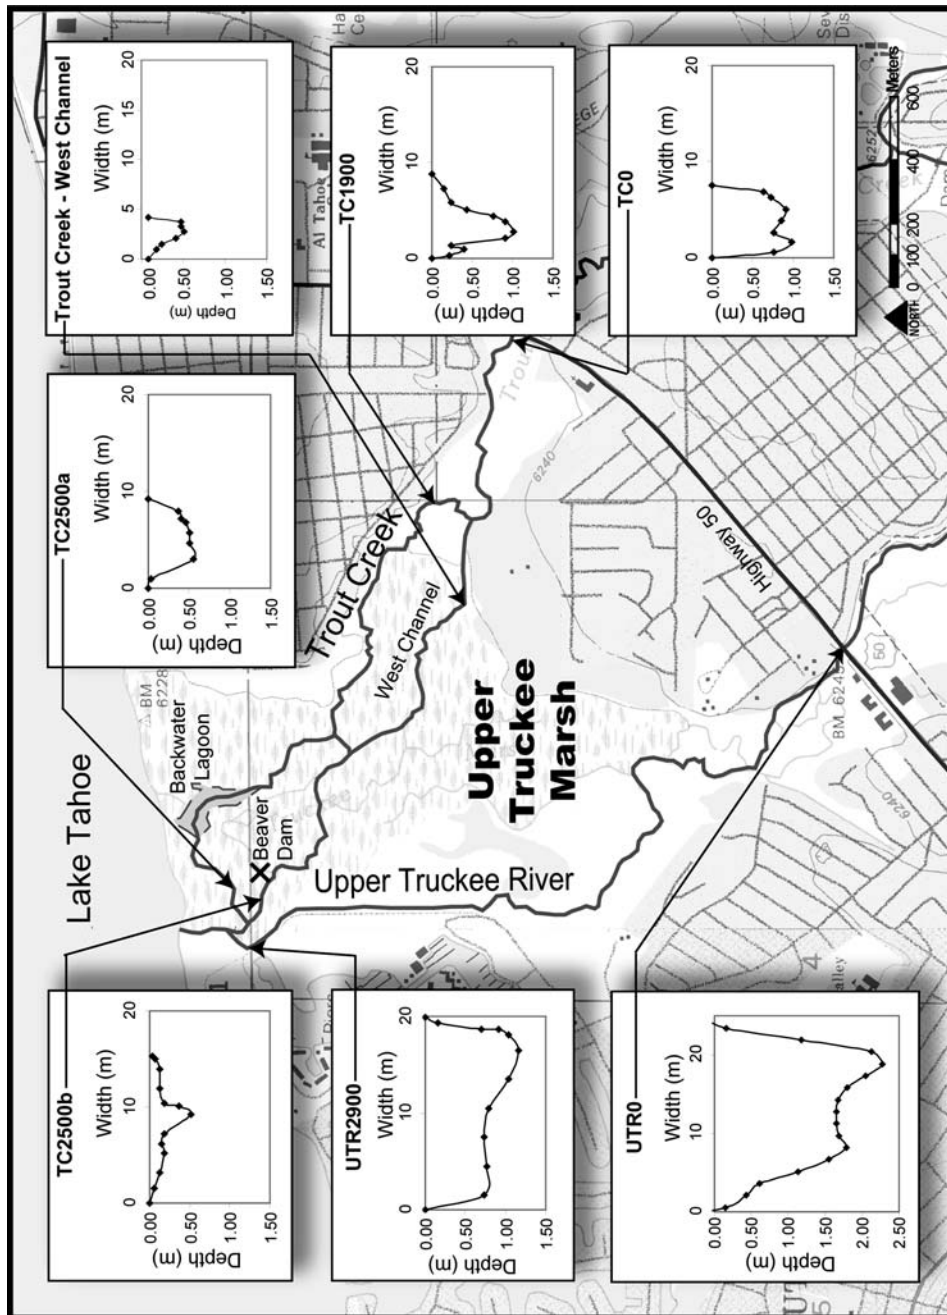 TC2500b
Width (m)
0 10 20
0.00
0.50
1.00
1.50
Depth (m)
TC2500a
Width (m)
0 10 20
0.00
0.50
1.00
1.50
Depth (m)
Trout Creek - West Channel
Width (m)
0 5 10 15 20
0.00
0.50
1.00
1.50
Depth (m)
UTR2900
Width (m)
0 10 20
0.00
0.50
1.00
1.50
Depth (m)
TC1900
Width (m)
0 10 20
0.00
0.50
1.00
1.50
Depth (m)
UTR0
Width (m)
0 10 20
0.00
0.50
1.00
1.50
2.00
2.50
Depth (m)
TC0
Width (m)
0 10 20
0.00
0.50
1.00
1.50
Depth (m)
Lake Tahoe
Backwater
Lagoon
BM
6228
Beaver
Dam
Trout Creek
West Channel
Upper Truckee River
Upper
Truckee
Marsh
Highway 50
Al Tahoe
6240
6240
BM 6245
50
6252
Creek
4
NORTH
0 100 200 400 600
Meters